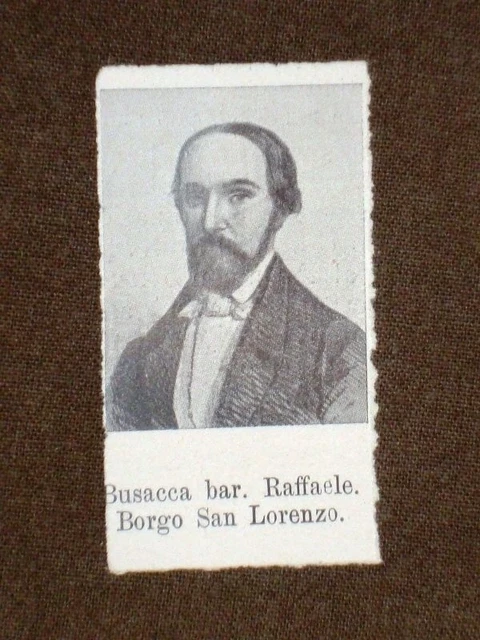 Busacca bar. Raffaele.
Borgo San Lorenzo.